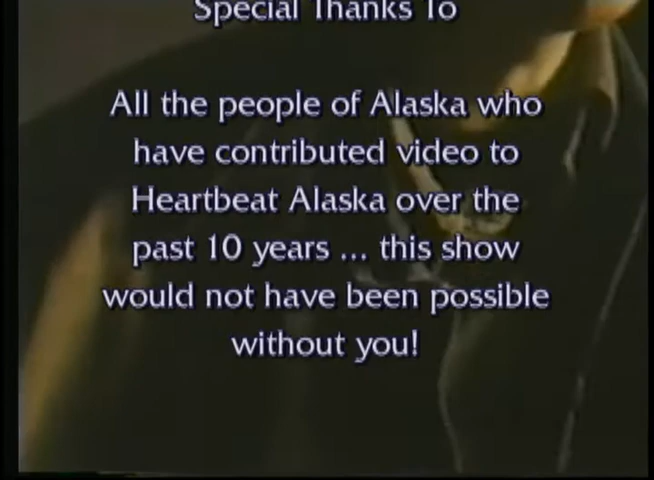 Special Thanks To
All the people of Alaska who
have contributed video to
Heartbeat Alaska over the
past 10 years ... this show
would not have been possible
without you!